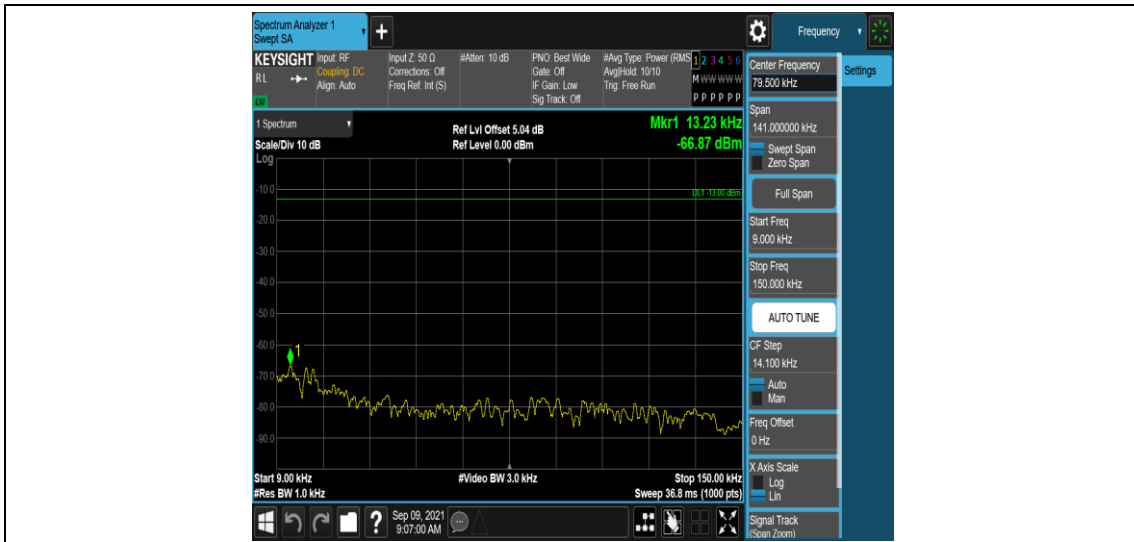 Spectrum Analyzer 1
Swept SA
Frequency
KEYSIGHT
RL
LXI
Input: RF
Coupling: DC
Align: Auto
Input Z: 50 Ω
Corrections: Off
Freq Ref: Int (S)
#Atten: 10 dB
PNO: Best Wide
Gate: Off
IF Gain: Low
Sig Track: Off
#Avg Type: Power (RMS
Avg|Hold: 10/10
Trig: Free Run
1 2 3 4 5 6
M W W W W W
P P P P P P
1 Spectrum
Scale/Div 10 dB
Ref Lvl Offset 5.04 dB
Ref Level 0.00 dBm
Mkr1 13.23 kHz
-66.87 dBm
Log
DL1 -13.00 dBm
-10.0
-20.0
-30.0
-40.0
-50.0
-60.0
-70.0
-80.0
-90.0
1
Start 9.00 kHz
#Res BW 1.0 kHz
#Video BW 3.0 kHz
Stop 150.00 kHz
Sweep 36.8 ms (1000 pts)
Sep 09, 2021
9:07:00 AM
Center Frequency
79.500 kHz
Settings
Span
141.000000 kHz
Swept Span
Zero Span
Full Span
Start Freq
9.000 kHz
Stop Freq
150.000 kHz
AUTO TUNE
CF Step
14.100 kHz
Auto
Man
Freq Offset
0 Hz
X Axis Scale
Log
Lin
Signal Track
(Span Zoom)